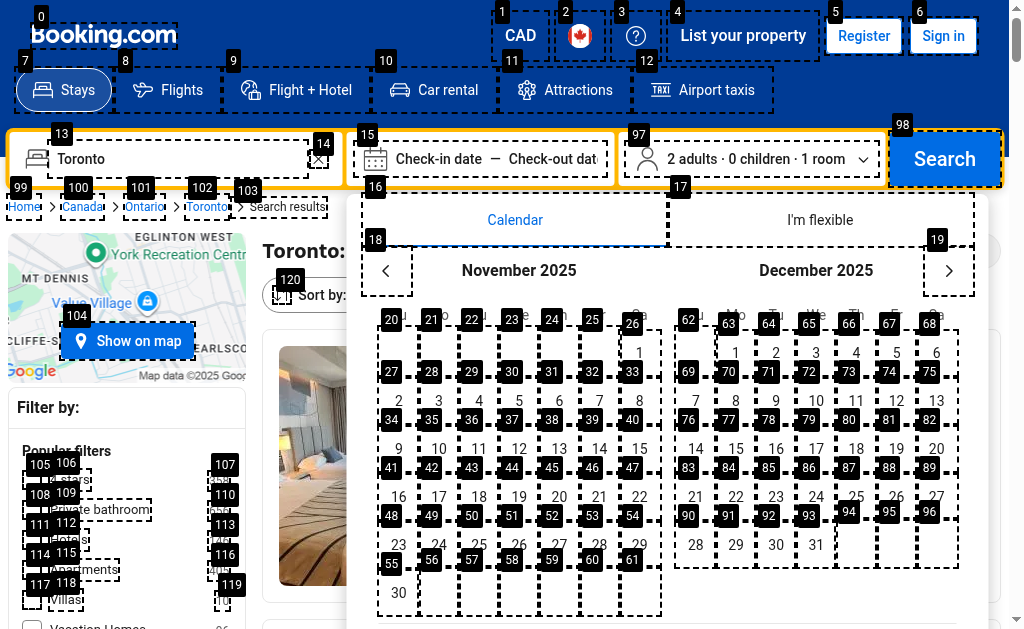 0 1 2 3 4 5 6
Booking.com CAD List your property Register Sign in
7 8 9 10 11 12
Stays Flights Flight + Hotel Car rental Attractions Airport taxis
13 14 15 97 98
Toronto Check-in date — Check-out dat 2 adults · 0 children · 1 room Search
99 100 101 102 103 16 17
Home Canada Ontario Toronto Search results
Calendar I'm flexible
EGLINTON WEST
18 19
York Recreation Centr
Toronto:
November 2025 December 2025
MT DENNIS
120
Value Village
Sort by:
104
20 21 22 23 24 25 26 62 63 64 65 66 67 68
CLIFFE-S
Show on map
EARLSCO
1 1 2 3 4 5 6
Google Map data ©2025 Goog
27 28 29 30 31 32 33 69 70 71 72 73 74 75
2 3 4 5 6 7 8 7 8 9 10 11 12 13
Filter by:
34 35 36 37 38 39 40 76 77 78 79 80 81 82
9 10 11 12 13 14 15 14 15 16 17 18 19 20
Popular filters
105 106 107
41 42 43 44 45 46 47 83 84 85 86 87 88 89
4 stars
108 109 110
16 17 18 19 20 21 22 21 22 23 24 25 26 27
Private bathroom
48 49 50 51 52 53 54 90 91 92 93 94 95 96
111 112 113
Hotels
23 24 25 26 27 28 29 28 29 30 31
114 115 116
55 56 57 58 59 60 61
Apartments
117 118 119
30
Villas 10
Vacation Homes